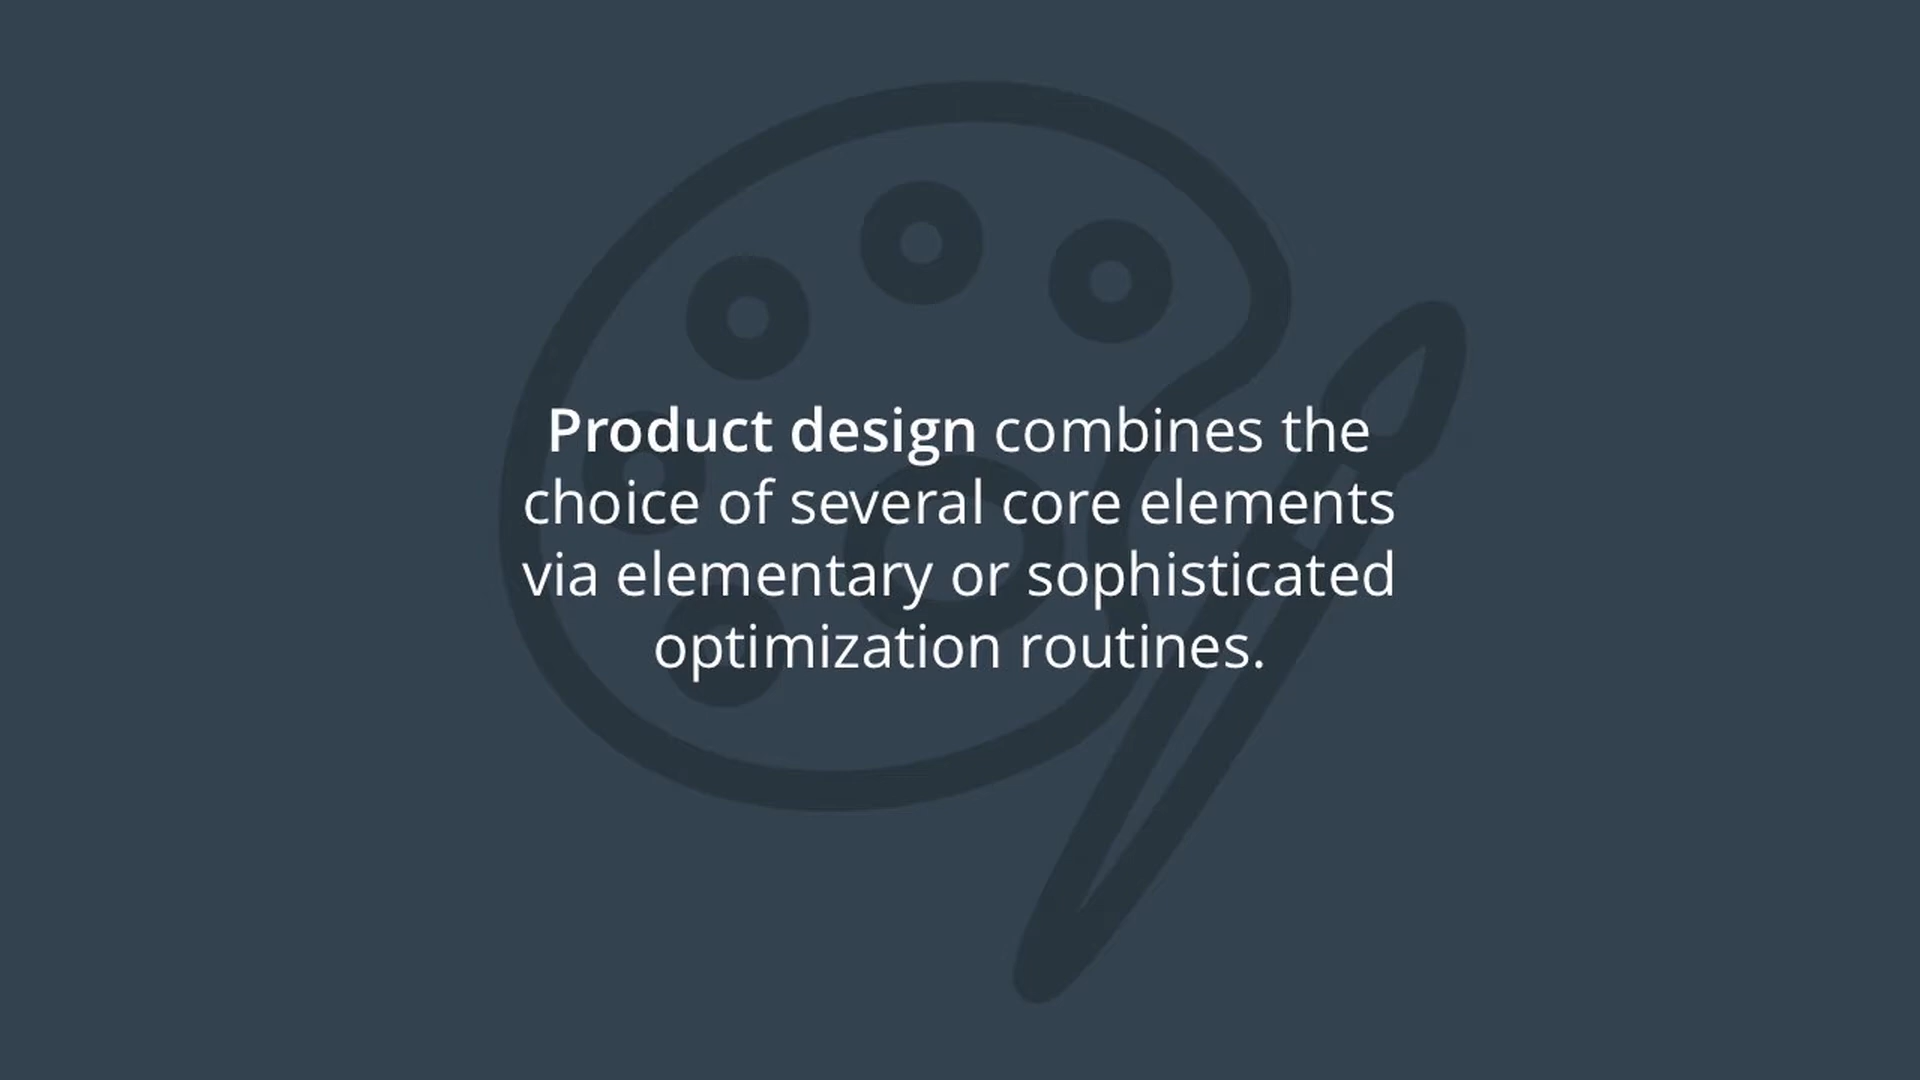 Product design combines the
choice of several core elements
via elementary or sophisticated
optimization routines.